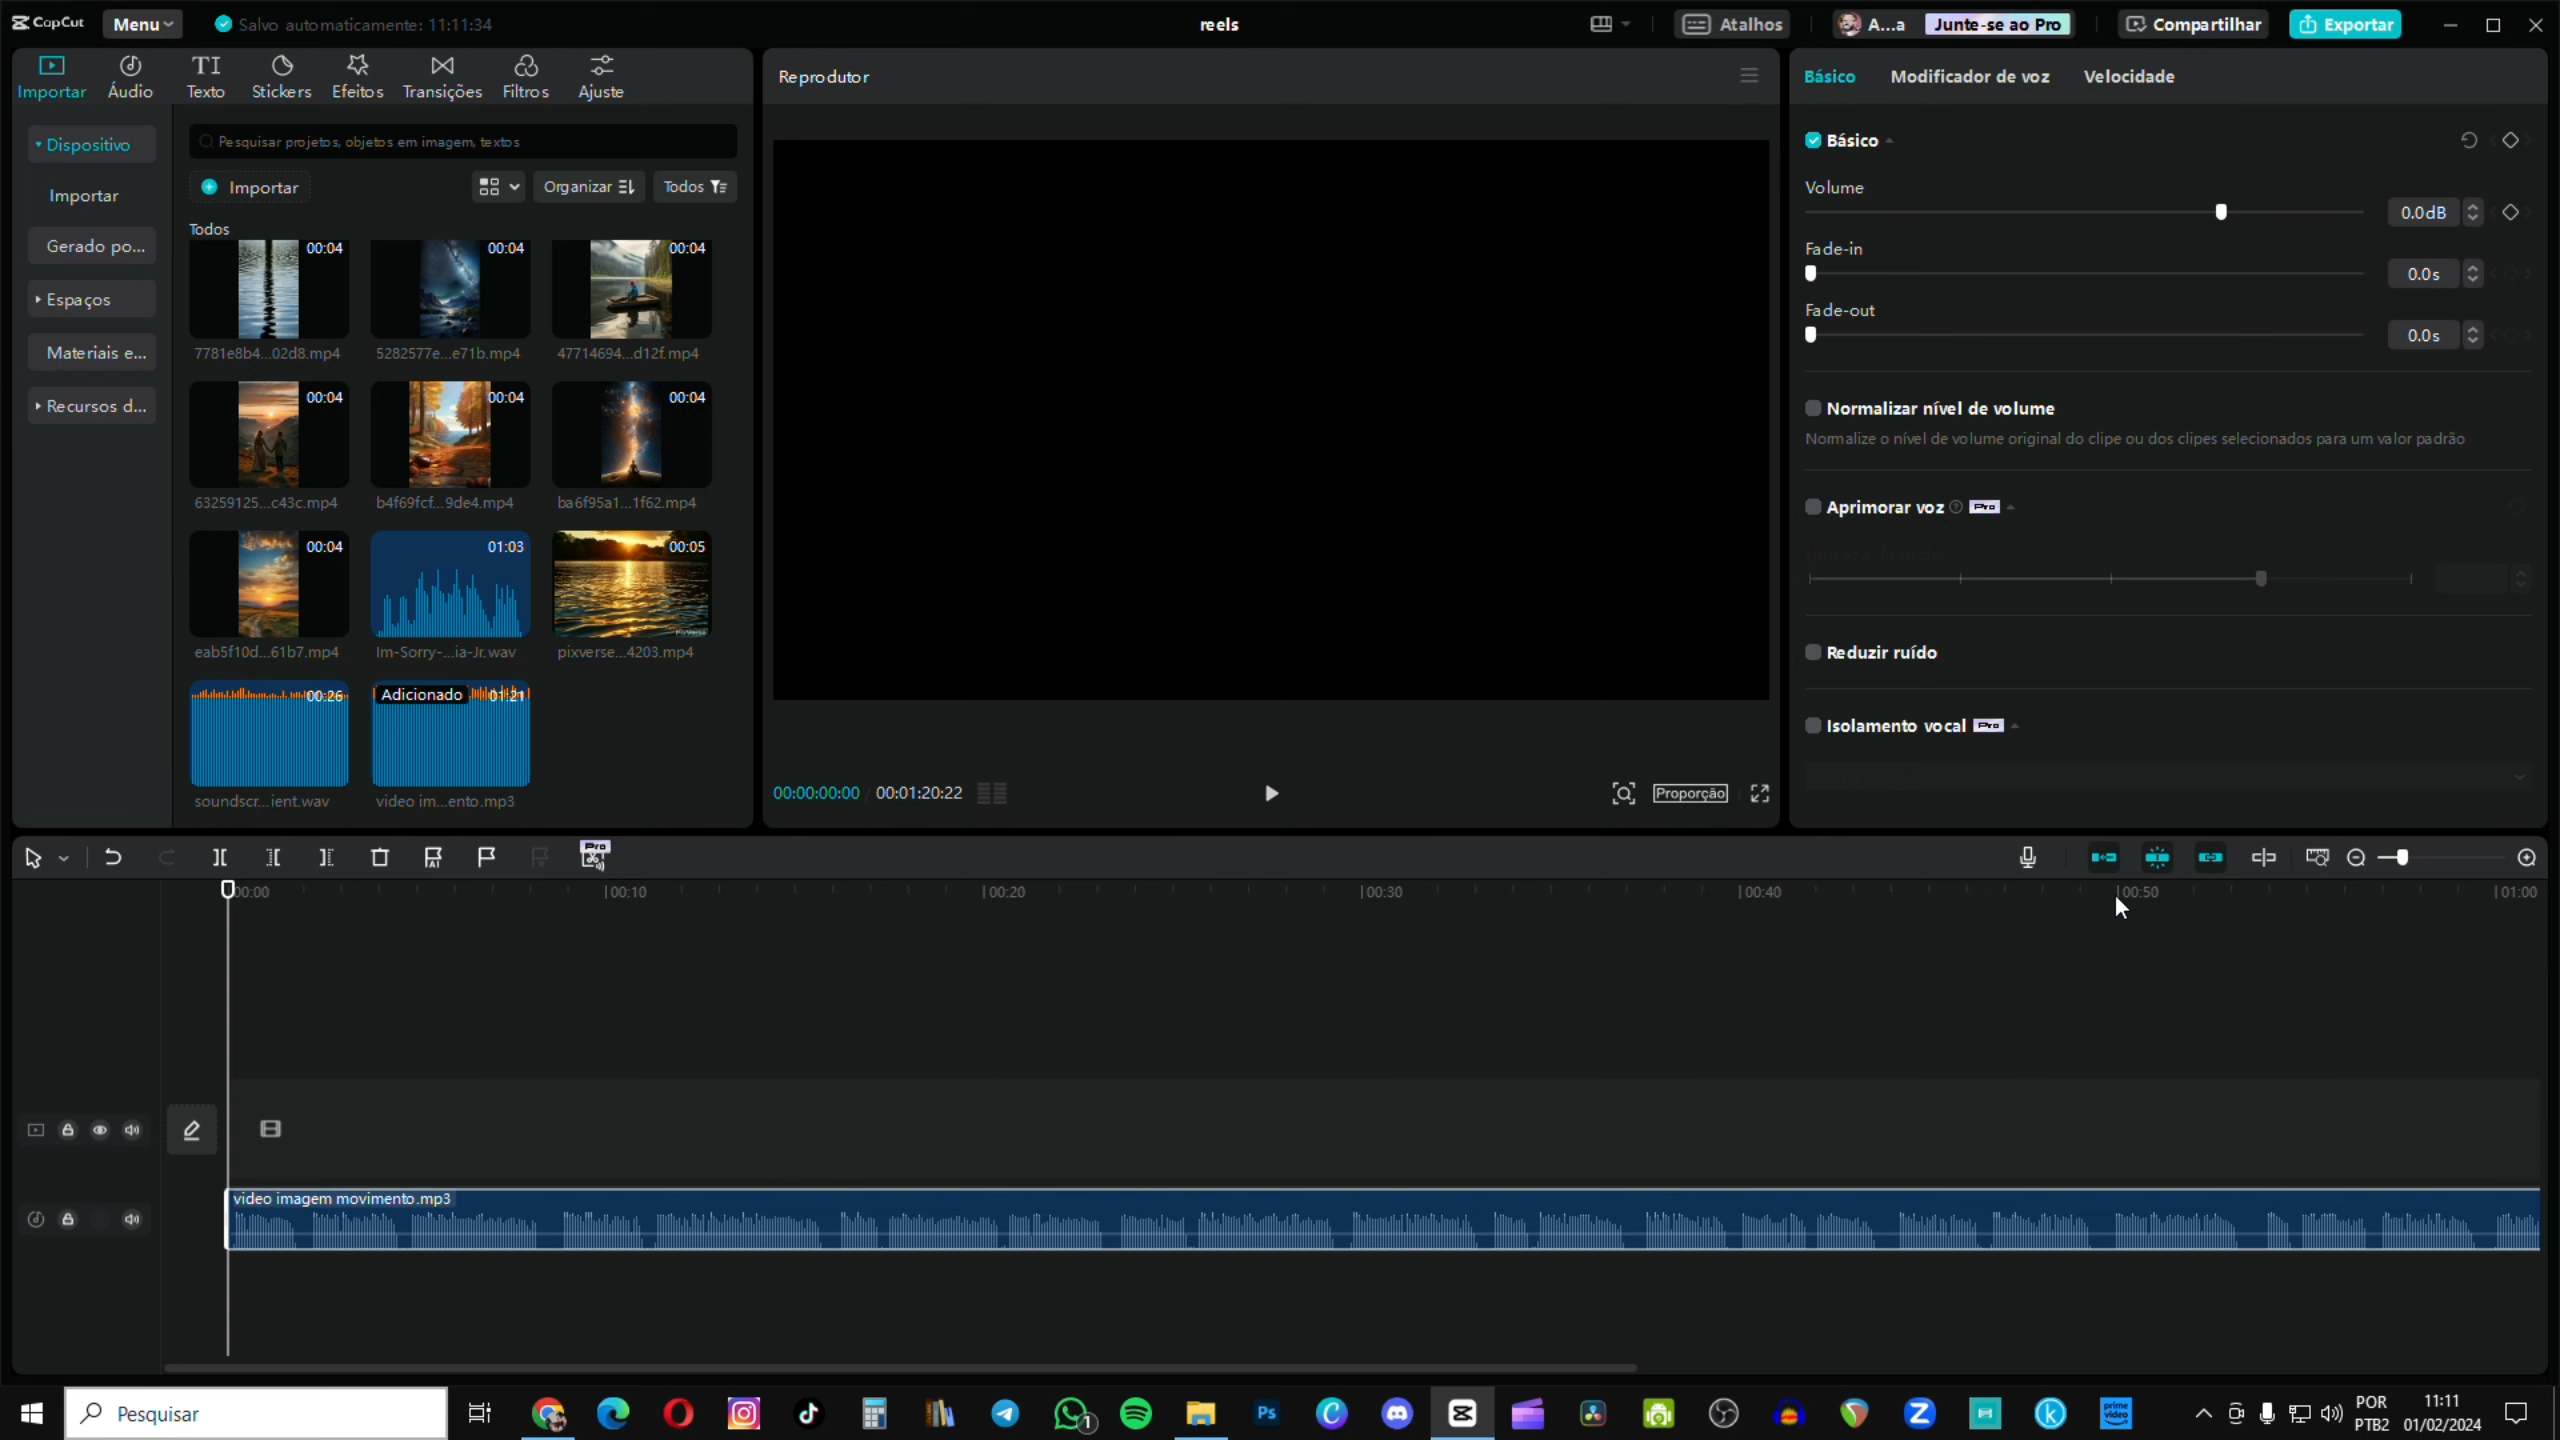 CapCut
Menu
Salvo automaticamente: 11:11:34
reels
Atalhos
A...a
Junte-se ao Pro
Compartilhar
Exportar
Importar
Áudio
Texto
Stickers
Efeitos
Transições
Filtros
Ajuste
Dispositivo
Importar
Gerado po...
Espaços
Materiais e...
Recursos d...
Pesquisar projetos, objetos em imagem, textos
Importar
Organizar
Todos
Todos
00:04
00:04
00:04
7781e8b4...02d8.mp4
5282577e...e71b.mp4
47714694...d12f.mp4
00:04
00:04
00:04
63259125...c43c.mp4
b4f69fcf...9de4.mp4
ba6f95a1...1f62.mp4
00:04
01:03
00:05
eab5f10d...61b7.mp4
Im-Sorry-...ia-Jr.wav
pixverse...4203.mp4
00:26
Adicionado
01:21
soundscr...ient.wav
video im...ento.mp3
Reprodutor
00:00:00:00
00:01:20:22
Proporção
Básico
Modificador de voz
Velocidade
Básico
Volume
0.0dB
Fade-in
0.0s
Fade-out
0.0s
Normalizar nível de volume
Normalize o nível de volume original do clipe ou dos clipes selecionados para um valor padrão
Aprimorar voz
Pro
Reduzir ruído
Isolamento vocal
Pro
Pro
00:00
00:10
00:20
00:30
00:40
00:50
01:00
video imagem movimento.mp3
Pesquisar
1
Ps
prime video
POR
PTB2
11:11
01/02/2024